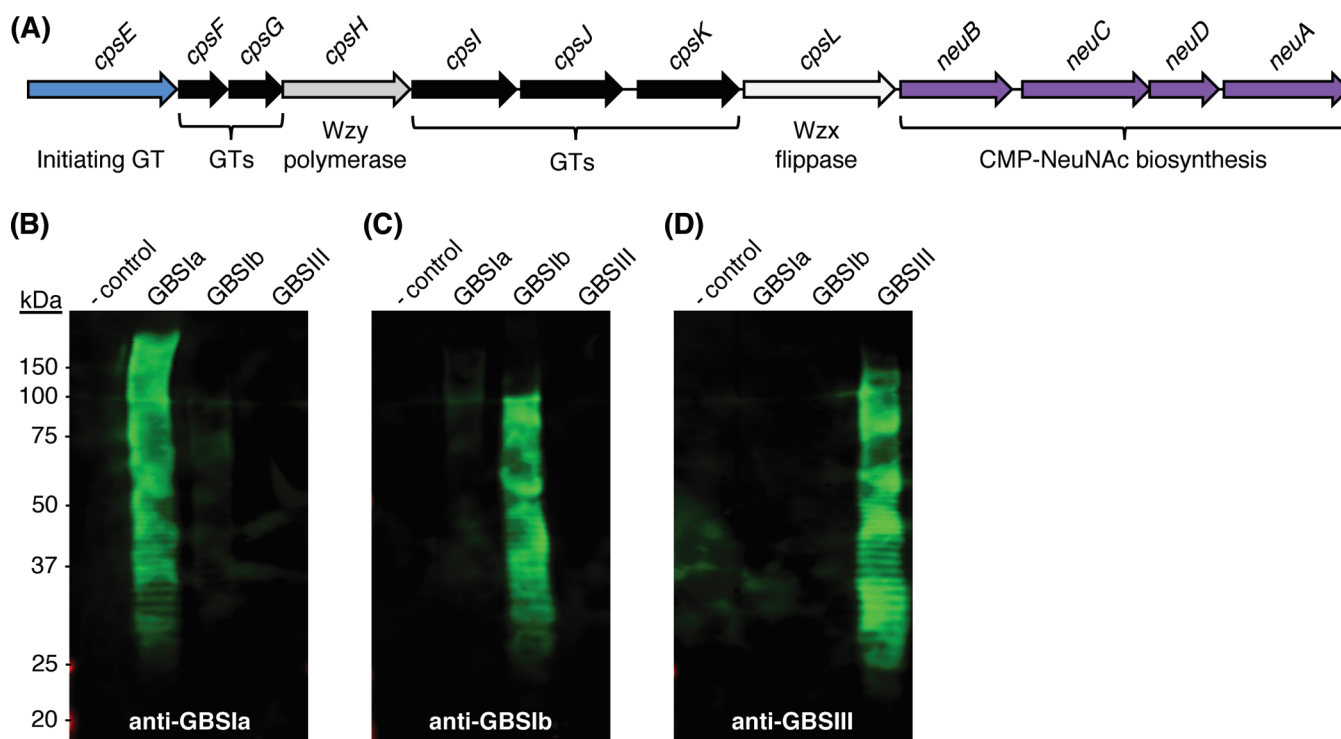 (A)
cpsE cpsF cpsG cpsH cpsI cpsJ cpsK cpsL neuB neuC neuD neuA
Initiating GT
GTs
Wzy
polymerase
GTs
Wzx
flippase
CMP-NeuNAc biosynthesis
(B)
- control GBSIa GBSIb GBSIII
kDa
150
100
75
50
37
25
20
anti-GBSIa
(C)
- control GBSIa GBSIb GBSIII
anti-GBSIb
(D)
- control GBSIa GBSIb GBSIII
anti-GBSIII